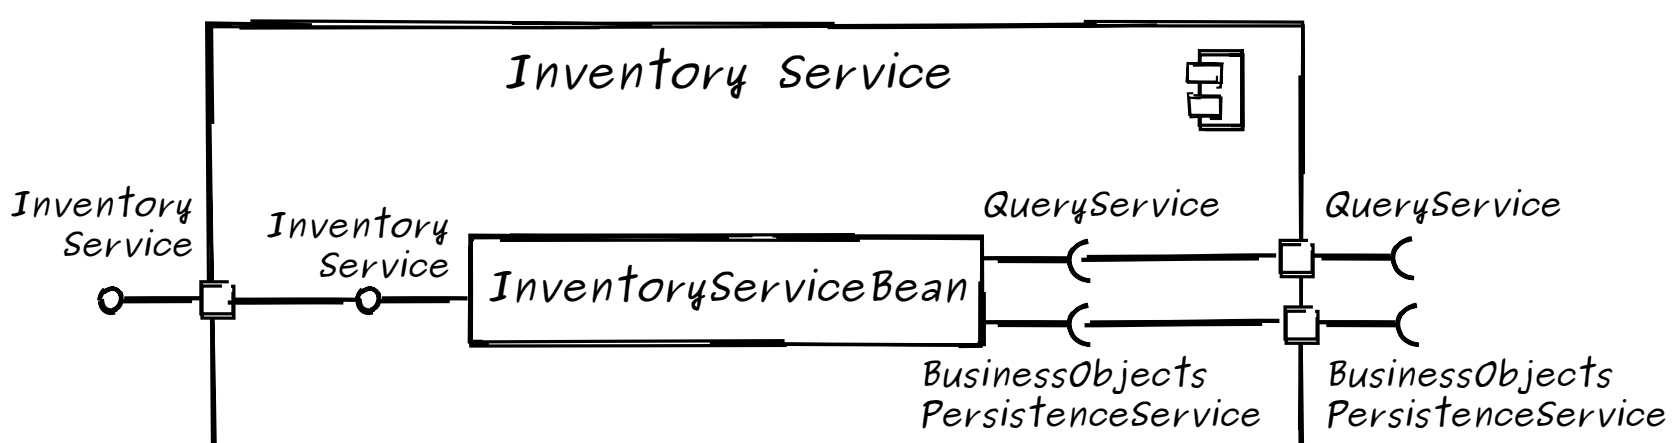 Inventory Service
Inventory
Service
Inventory
Service
InventoryServiceBean
QueryService
QueryService
BusinessObjects
PersistenceService
BusinessObjects
PersistenceService